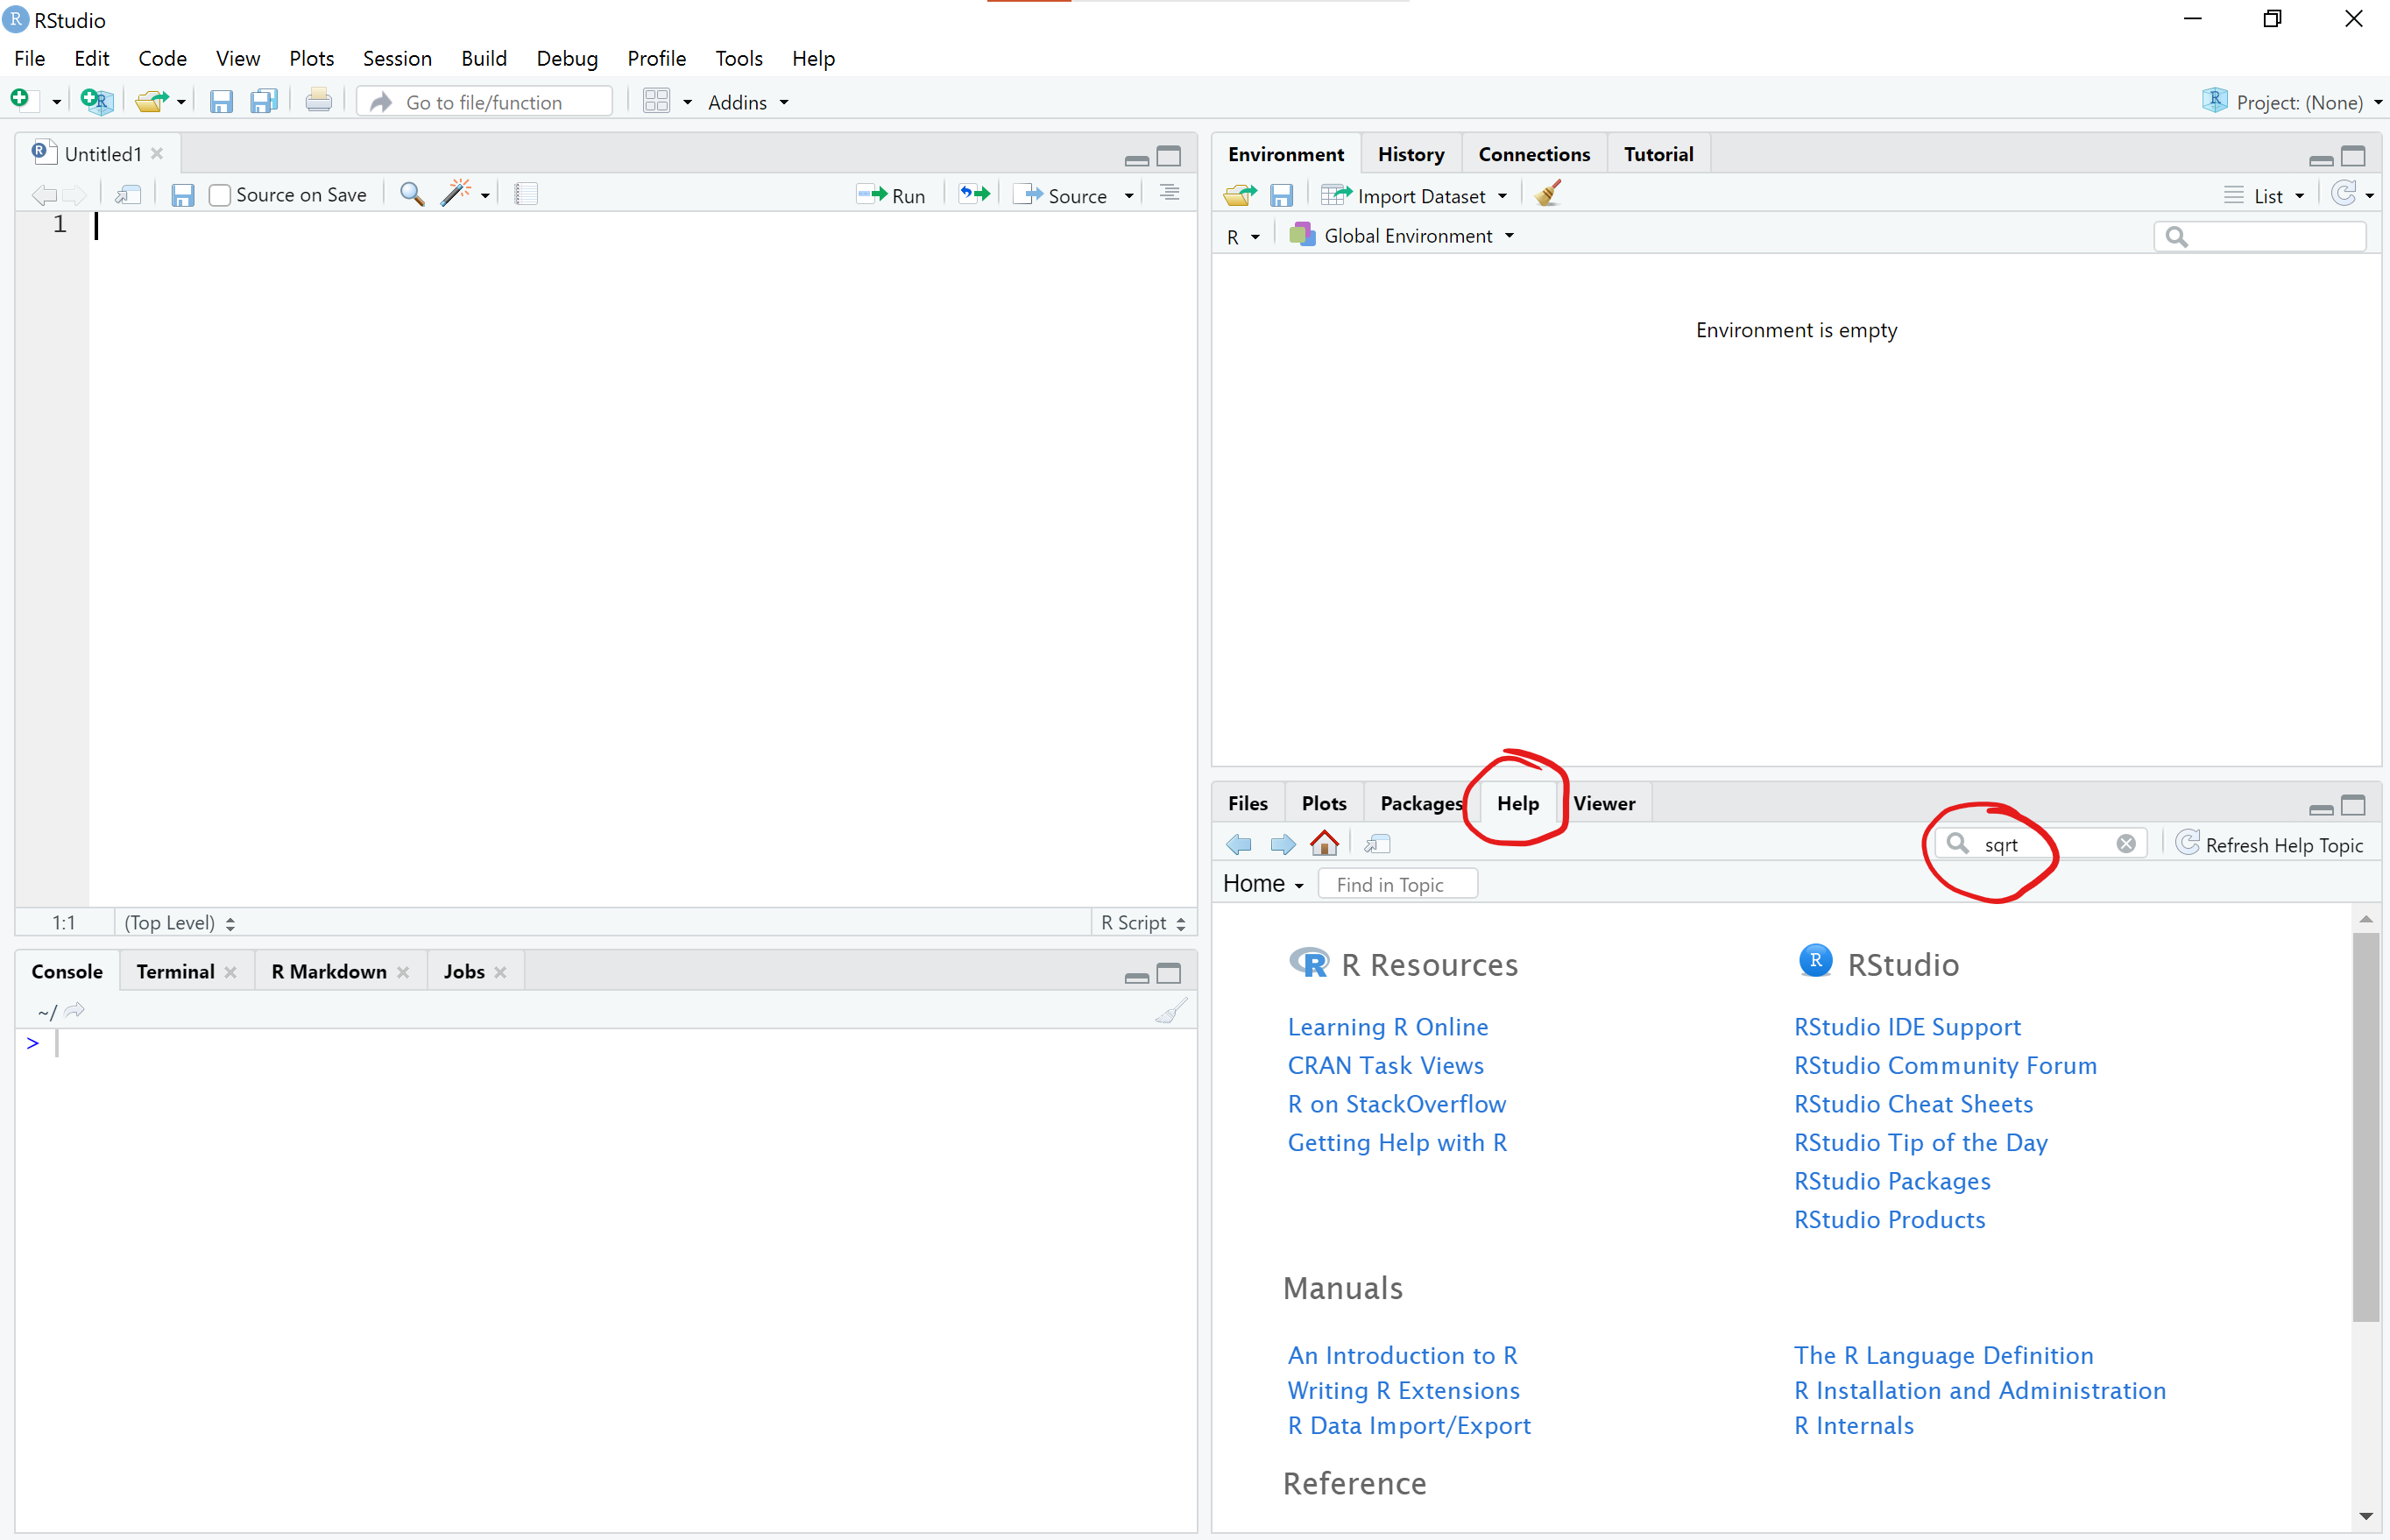 RStudio
File Edit Code View Plots Session Build Debug Profile Tools Help
Go to file/function Addins Project: (None)
Untitled1
Source on Save Run Source
1
1:1 (Top Level) R Script
Console Terminal R Markdown Jobs
~/
>
Environment History Connections Tutorial
Import Dataset List
R Global Environment
Environment is empty
Files Plots Packages Help Viewer
sqrt Refresh Help Topic
Home Find in Topic
R Resources
Learning R Online
CRAN Task Views
R on StackOverflow
Getting Help with R
RStudio
RStudio IDE Support
RStudio Community Forum
RStudio Cheat Sheets
RStudio Tip of the Day
RStudio Packages
RStudio Products
Manuals
An Introduction to R
Writing R Extensions
R Data Import/Export
The R Language Definition
R Installation and Administration
R Internals
Reference